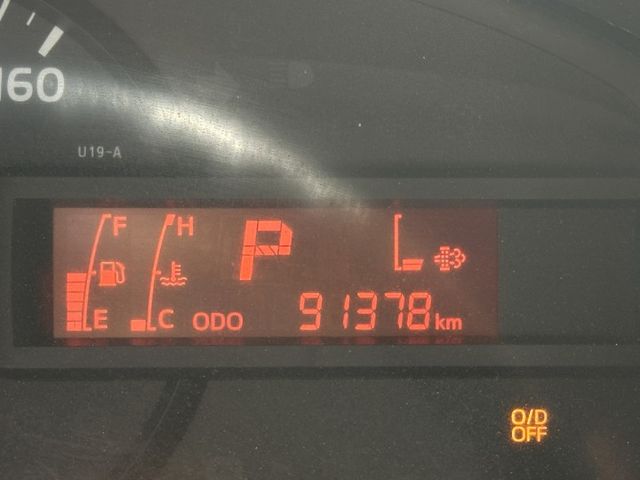 160
U19-A
F H P
E C ODO 91378 km
O/D
OFF